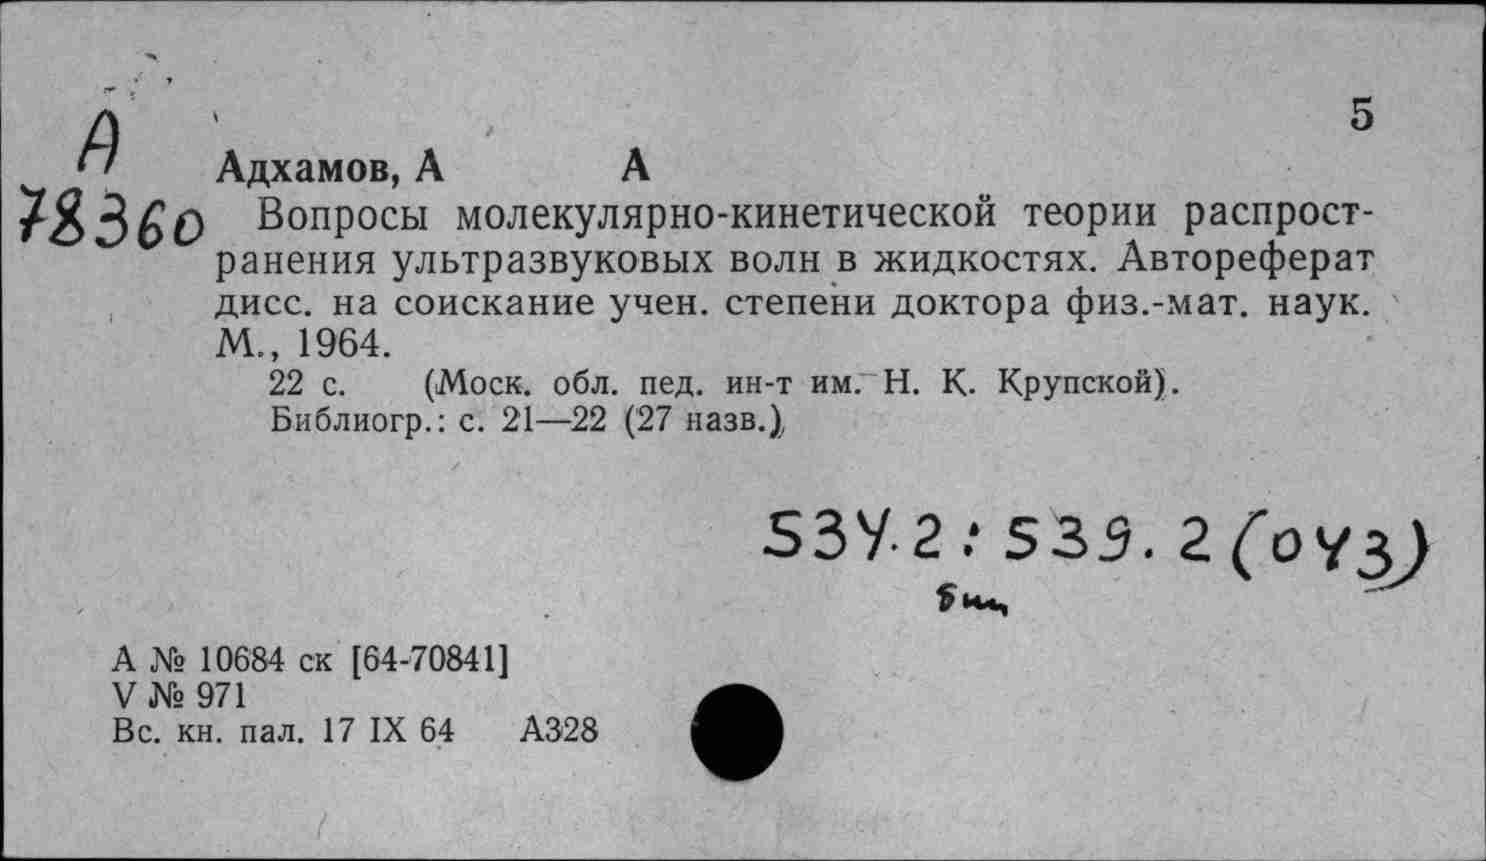 5
А
78360
Адхамов, А А
Вопросы молекулярно-кинетической теории распрост-
ранения ультразвуковых волн в жидкостях. Автореферат
дисс. на соискание учен. степени доктора физ.-мат. наук.
М., 1964.
22 с. (Моск. обл. пед. ин-т им. Н. К. Крупской).
Библиогр.: с. 21—22 (27 назв.)
534.2:539.2(043)
А № 10684 ск [64-70841]
V № 971
Вс. кн. пал. 17 IX 64 А328